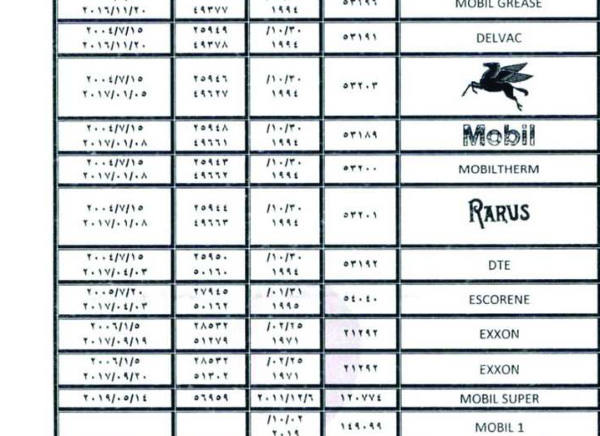 MOBIL GREASE ٥٣١٩٦ ١٩٩٤ ٤٩٣٧٧ ٢٠١٦/١١/٢٠
DELVAC ٥٣١٩١ /١٠/٣٠ ٢٥٩٤٩ ٢٠٠٤/٧/١٥
١٩٩٤ ٤٩٣٧٨ ٢٠١٦/١١/٢٠
٥٣٢٠٣ /١٠/٣٠ ٢٥٩٤٦ ٢٠٠٤/٧/١٥
١٩٩٤ ٤٩٦٢٧ ٢٠١٧/٠١/٠٥
Mobil ٥٣١٨٩ /١٠/٣٠ ٢٥٩٤٨ ٢٠٠٤/٧/١٥
١٩٩٤ ٤٩٦٦١ ٢٠١٧/٠١/٠٨
MOBILTHERM ٥٣٢٠٠ /١٠/٣٠ ٢٥٩٤٣ ٢٠٠٤/٧/١٥
١٩٩٤ ٤٩٦٦٢ ٢٠١٧/٠١/٠٨
RARUS ٥٣٢٠١ /١٠/٣٠ ٢٥٩٤٤ ٢٠٠٤/٧/١٥
١٩٩٤ ٤٩٦٦٣ ٢٠١٧/٠١/٠٨
DTE ٥٣١٩٢ /١٠/٣٠ ٢٥٩٥٠ ٢٠٠٤/٧/١٥
١٩٩٤ ٥٠١٦٠ ٢٠١٧/٠٤/٠٣
ESCORENE ٥٤٠٤٠ /٠١/٣١ ٢٧٩٤٥ ٢٠٠٥/٧/٢٠
١٩٩٥ ٥٠١٦٢ ٢٠١٧/٠٤/٠٣
EXXON ٢١٢٩٢ /٠٢/٢٥ ٢٨٥٣٢ ٢٠٠٦/١/٥
١٩٧١ ٥١٢٧٩ ٢٠١٧/٠٩/١٩
EXXON ٢١٢٩٢ /٠٢/٢٥ ٢٨٥٣٢ ٢٠٠٦/١/٥
١٩٧١ ٥١٣٠٢ ٢٠١٧/٠٩/٢٠
MOBIL SUPER ١٢٠٧٧٤ ٢٠١١/١٢/٦ ٥٦٩٥٩ ٢٠١٩/٠٥/١٤
MOBIL 1 ١٤٩٠٩٩ /١٠/٠٢
٢٠١٩